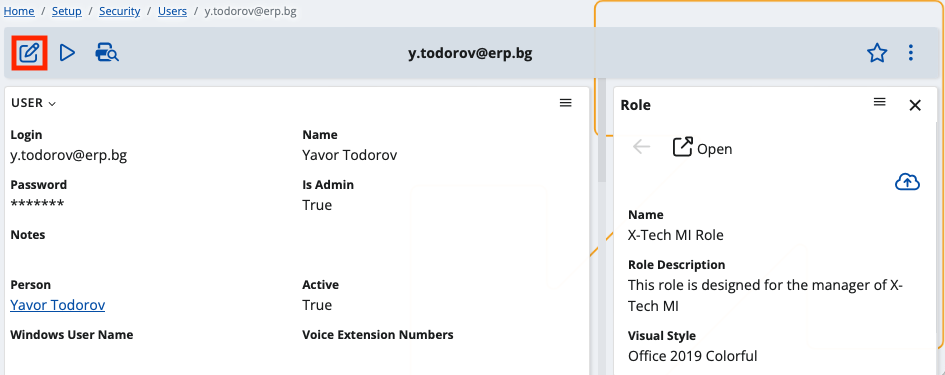 Home / Setup / Security / Users / y.todorov@erp.bg
y.todorov@erp.bg
USER
Login
y.todorov@erp.bg
Name
Yavor Todorov
Password
*******
Is Admin
True
Notes
Person
Yavor Todorov
Active
True
Windows User Name
Voice Extension Numbers
Role
Open
Name
X-Tech MI Role
Role Description
This role is designed for the manager of X-
Tech MI
Visual Style
Office 2019 Colorful